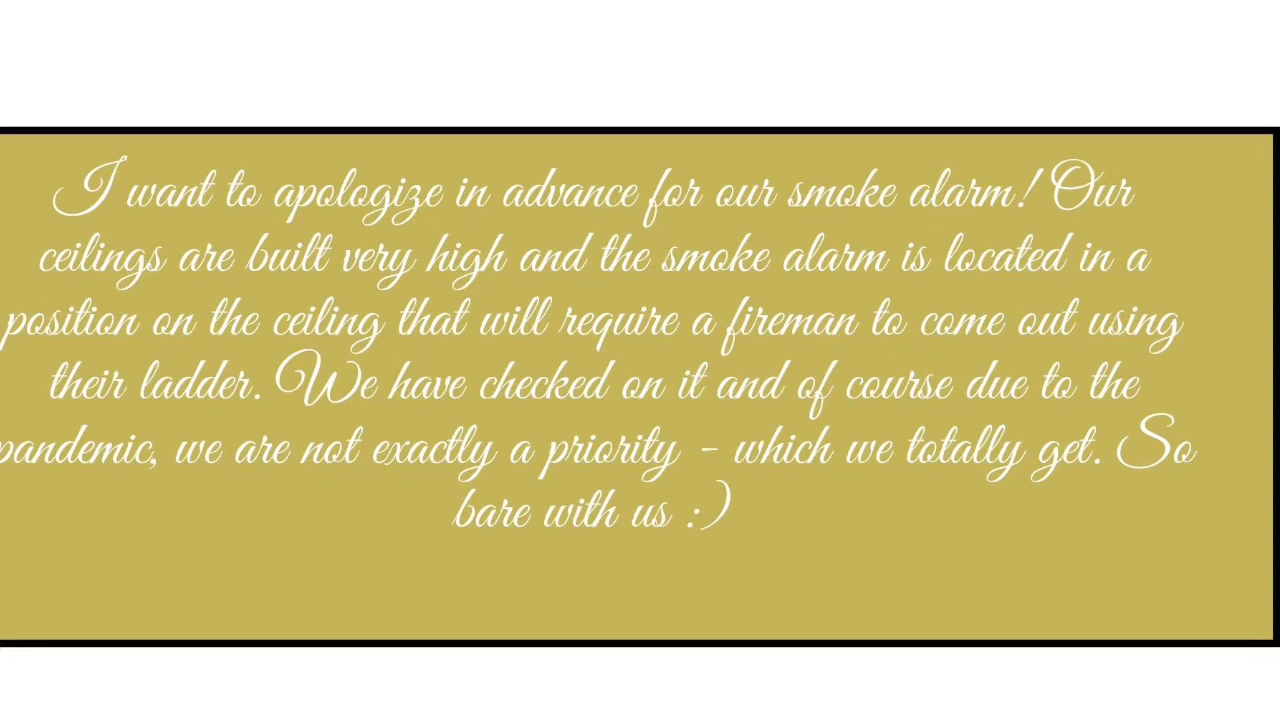 I want to apologize in advance for our smoke alarm! Our
ceilings are built very high and the smoke alarm is located in a
position on the ceiling that will require a fireman to come out using
their ladder. We have checked on it and of course due to the
pandemic, we are not exactly a priority - which we totally get. So
bare with us :)